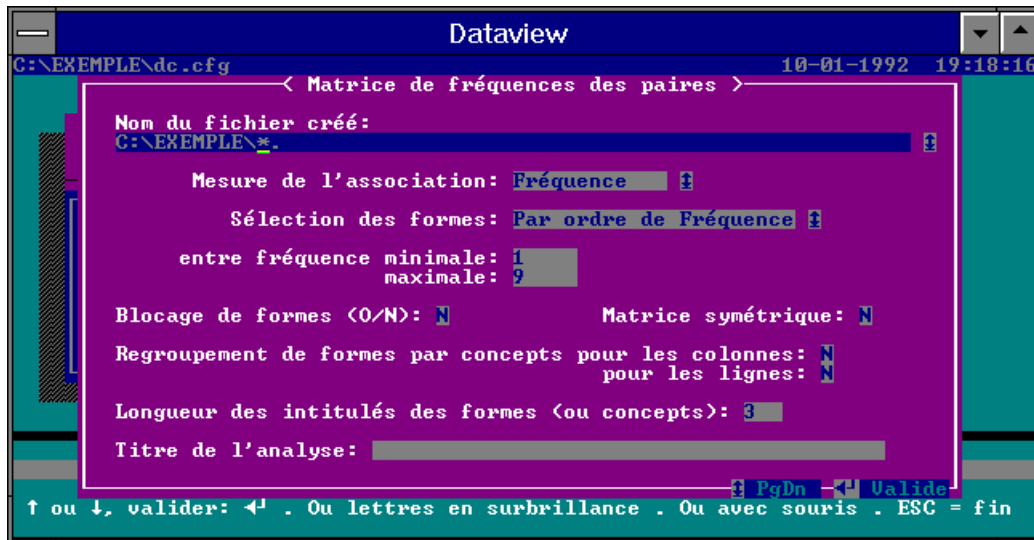 Dataview
C:\EXEMPLE\dc.cfg 10-01-1992 19:18:16
< Matrice de fréquences des paires >
Nom du fichier créé:
C:\EXEMPLE\*.
Mesure de l'association: Fréquence
Sélection des formes: Par ordre de Fréquence
entre fréquence minimale: 1
maximale: 9
Blocage de formes (O/N): N Matrice symétrique: N
Regroupement de formes par concepts pour les colonnes: N
pour les lignes: N
Longueur des intitulés des formes (ou concepts): 3
Titre de l'analyse:
↕ PgDn ◄┘ Valide
↑ ou ↓, valider: ◄┘ . Ou lettres en surbrillance . Ou avec souris . ESC = fin